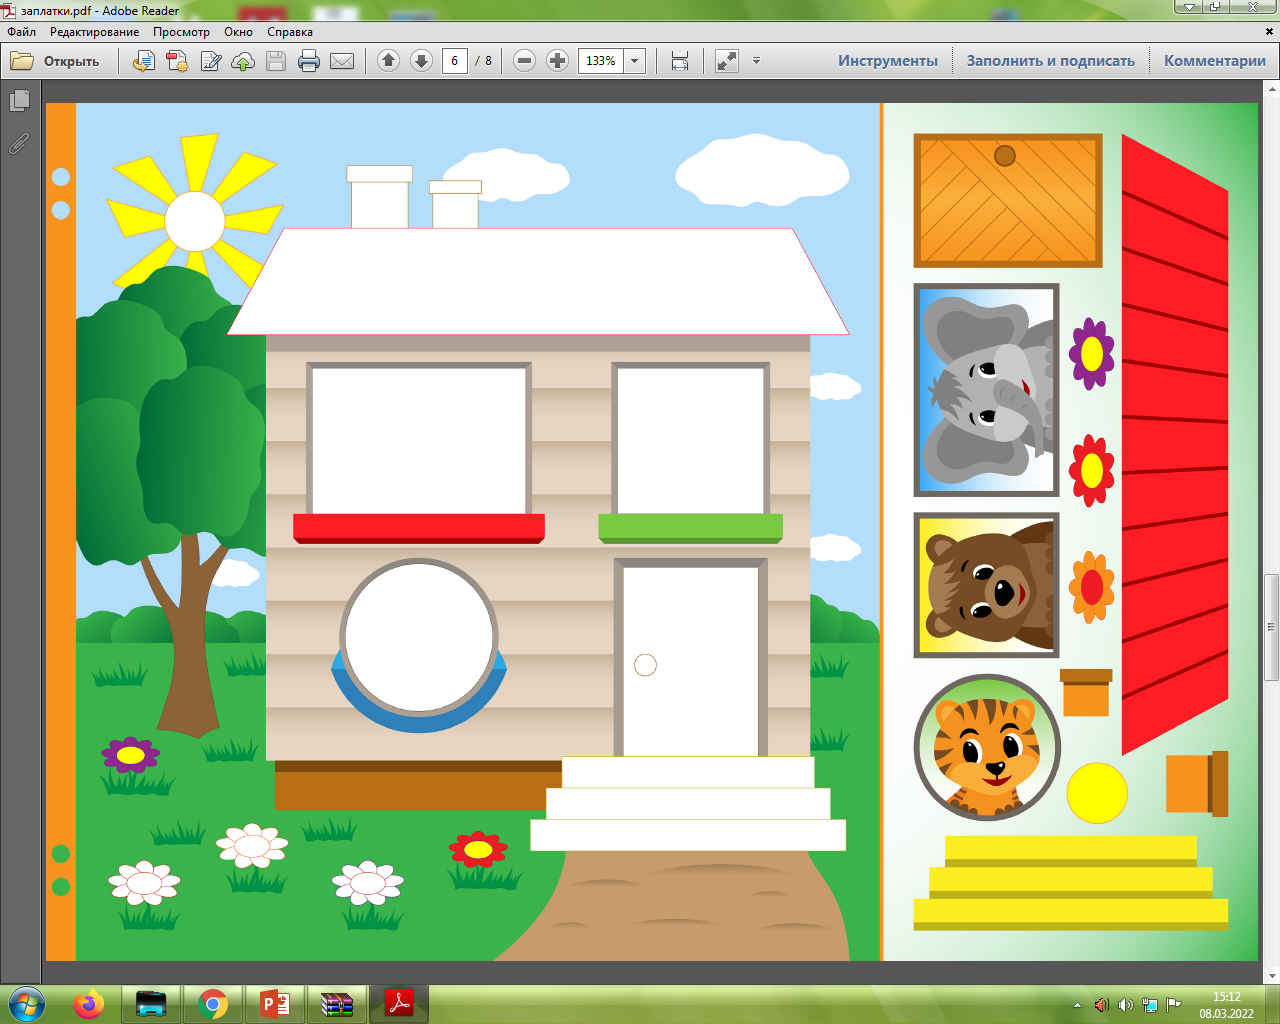 заплатки.pdf - Adobe Reader
Файл Редактирование Просмотр Окно Справка
Открыть 6 / 8 133% Инструменты Заполнить и подписать Комментарии
15:12
08.03.2022